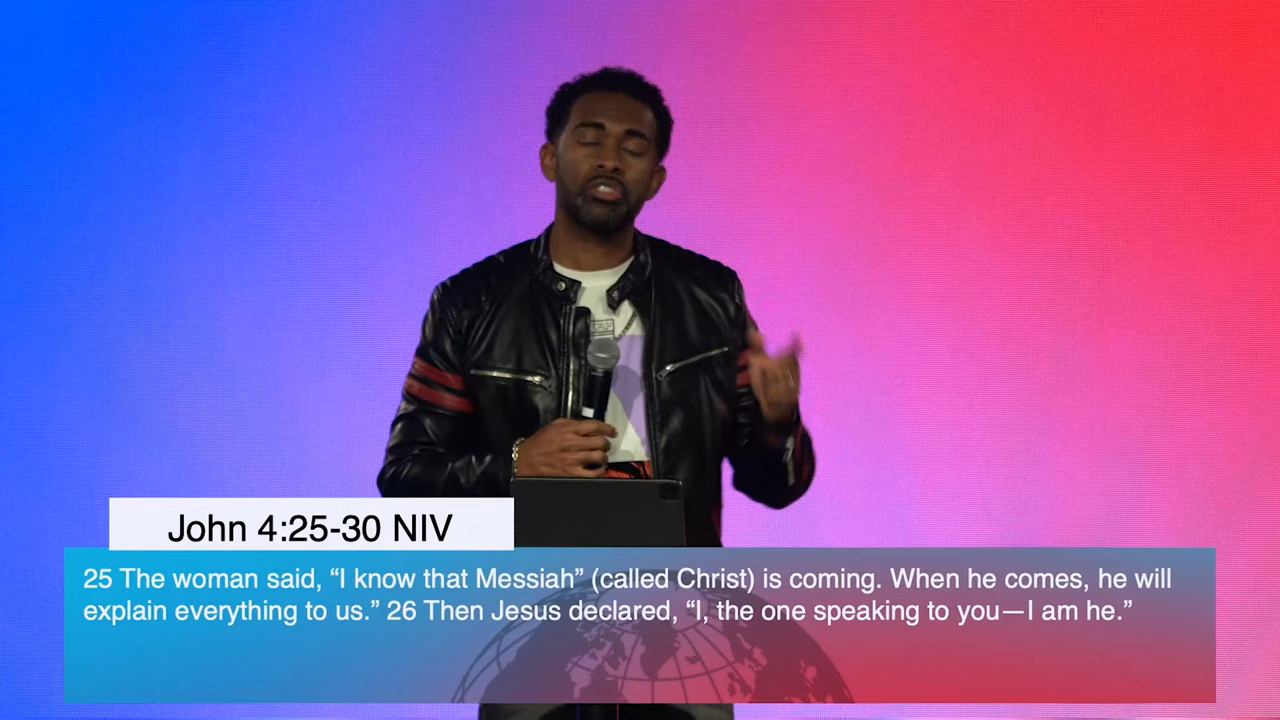 John 4:25-30 NIV
25 The woman said, “I know that Messiah” (called Christ) is coming. When he comes, he will
explain everything to us.” 26 Then Jesus declared, “I, the one speaking to you—I am he.”